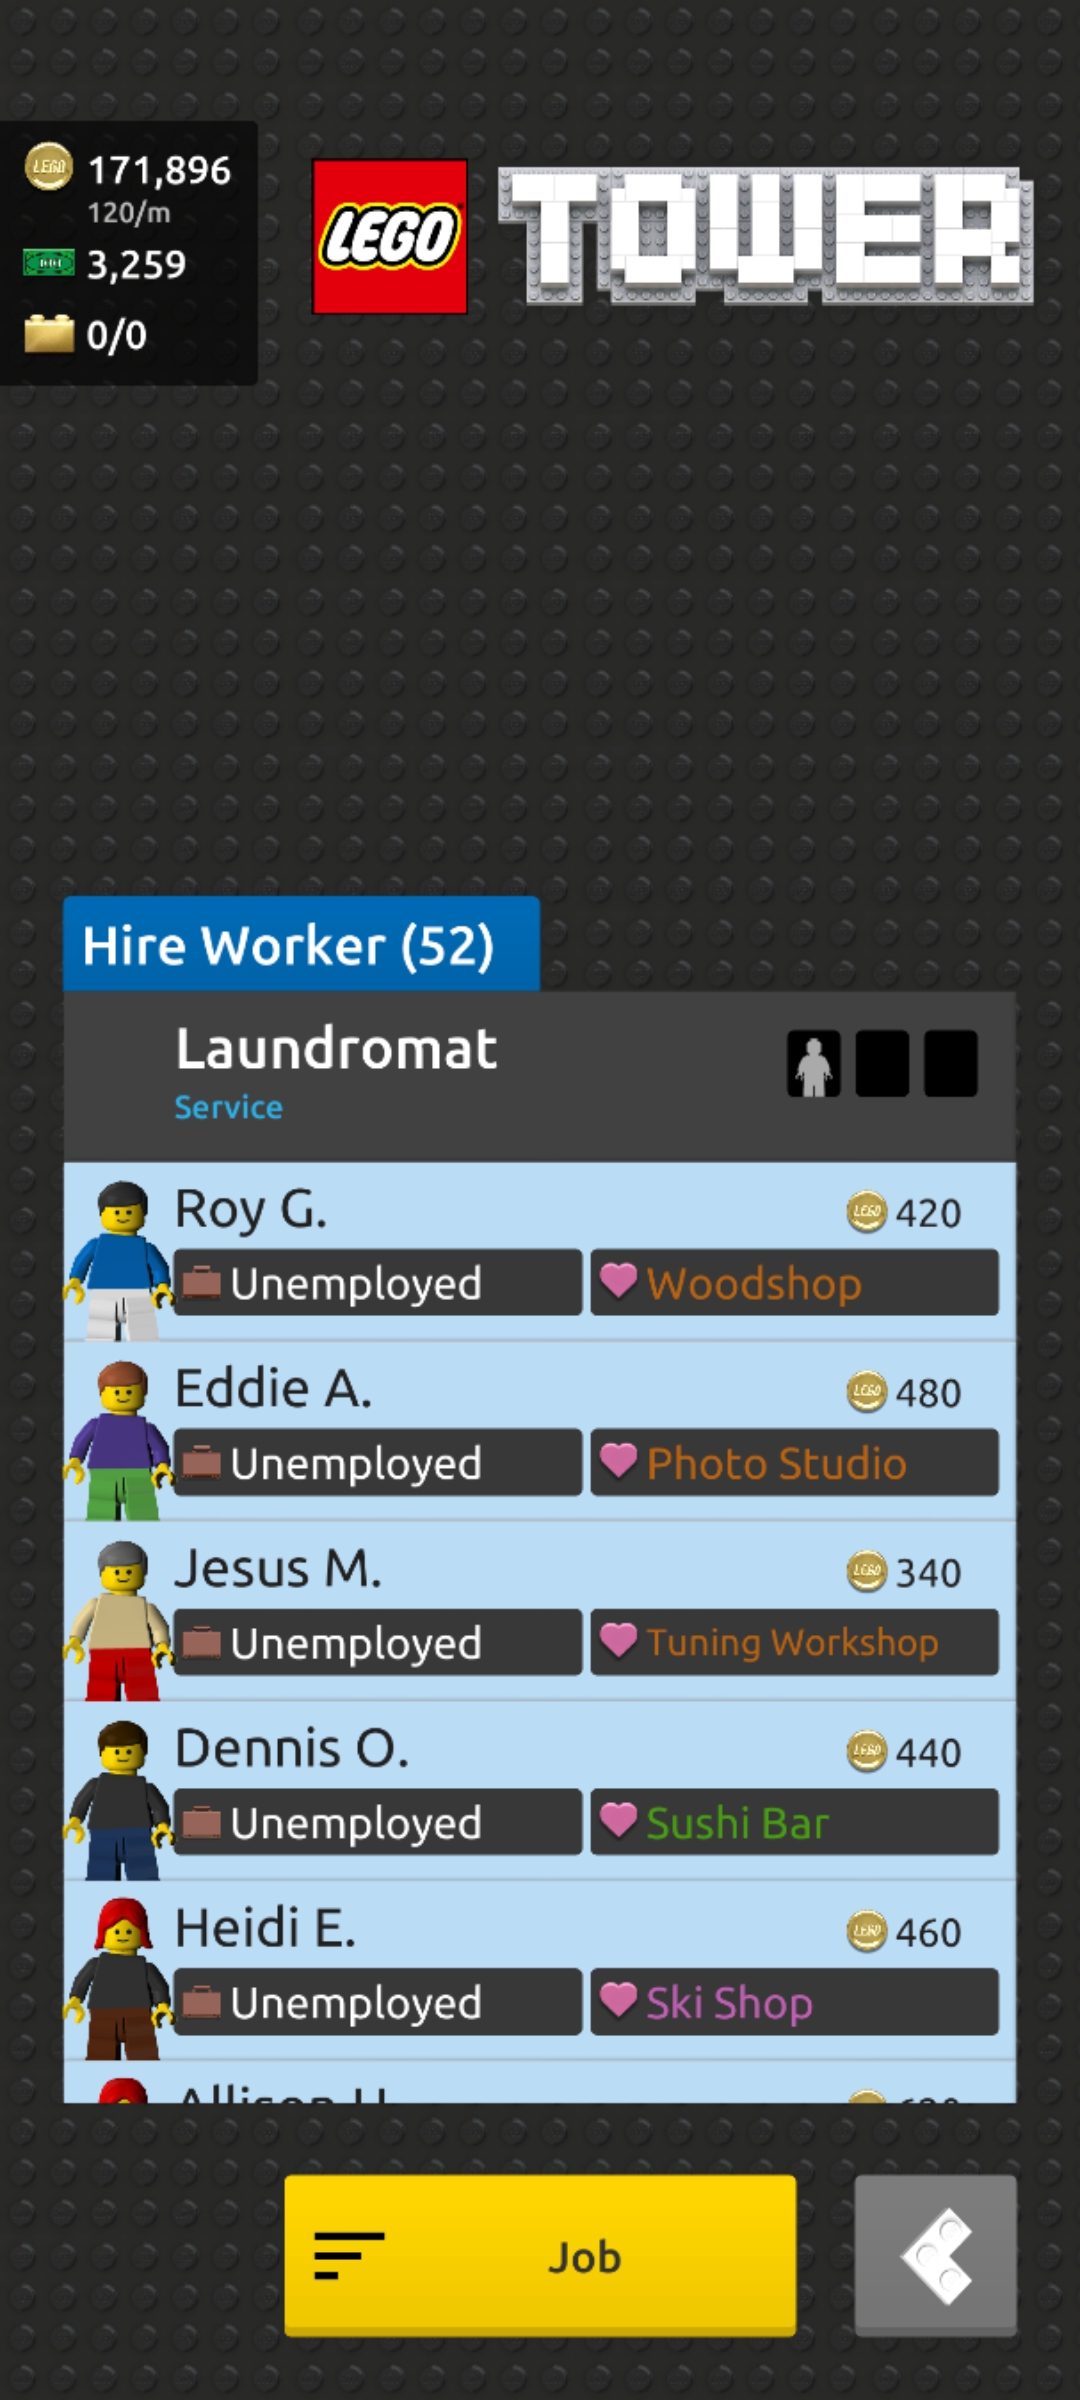 171,896
120/m
3,259
0/0
LEGO
TOWER
Hire Worker (52)
Laundromat
Service
Roy G.
420
Unemployed
Woodshop
Eddie A.
480
Unemployed
Photo Studio
Jesus M.
340
Unemployed
Tuning Workshop
Dennis O.
440
Unemployed
Sushi Bar
Heidi E.
460
Unemployed
Ski Shop
Allison
Job